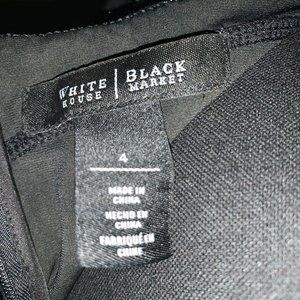 WHITE BLACK
HOUSE MARKET
4
MADE IN
CHINA
HECHO EN
CHINA
FABRIQUÉ EN
CHINE